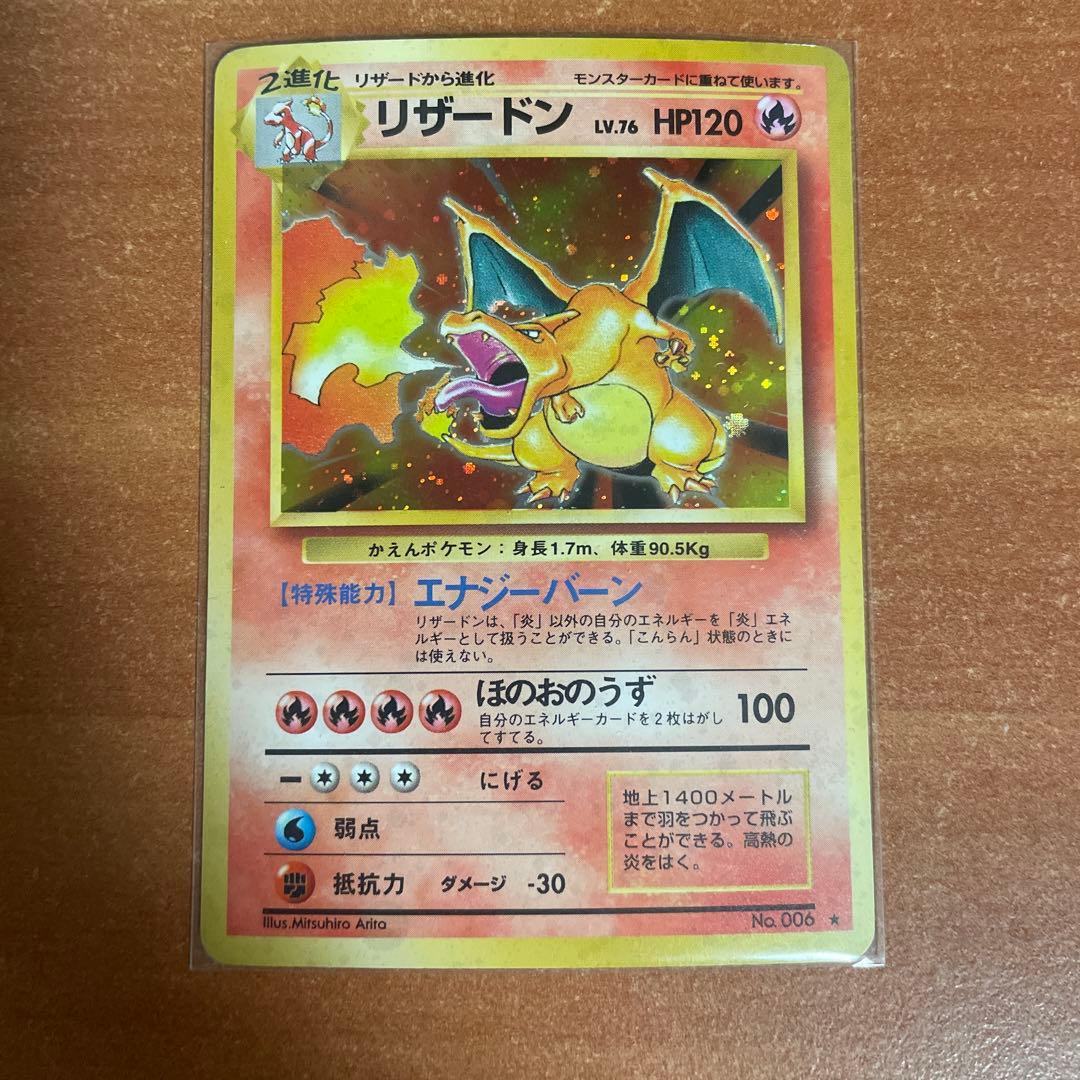 2進化 リザードから進化 モンスターカードに重ねて使います。
リザードン LV.76 HP120
かえんポケモン：身長1.7m、体重90.5Kg
【特殊能力】 エナジーバーン
リザードンは、「炎」以外の自分のエネルギーを「炎」エネ
ルギーとして扱うことができる。「こんらん」状態のときに
は使えない。
ほのおのうず 100
自分のエネルギーカードを2枚はがし
てすてる。
にげる
弱点
抵抗力 ダメージ -30
地上1400メートル
まで羽をつかって飛ぶ
ことができる。高熱の
炎をはく。
Illus.Mitsuhiro Arita No.006 ★